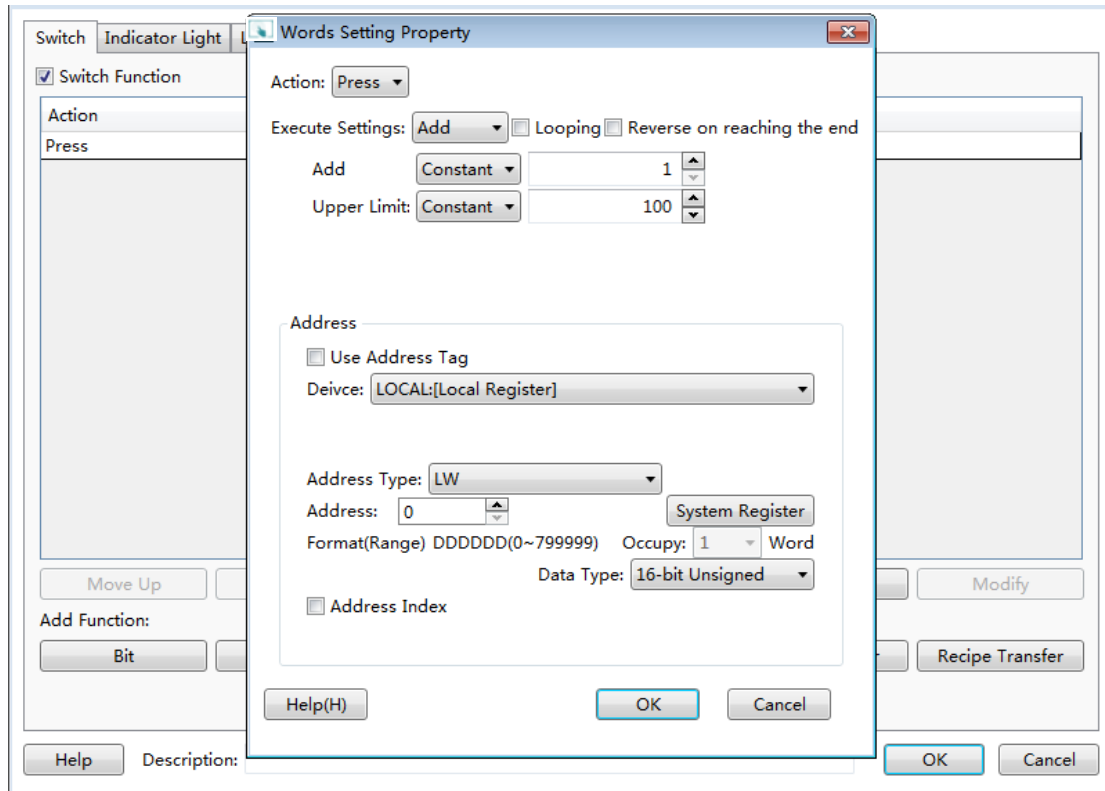 Switch Indicator Light
Words Setting Property
Switch Function
Action
Press
Action: Press
Execute Settings: Add Looping Reverse on reaching the end
Add Constant 1
Upper Limit: Constant 100
Address
Use Address Tag
Deivce: LOCAL:[Local Register]
Address Type: LW
Address: 0 System Register
Format(Range) DDDDDD(0~799999) Occupy: 1 Word
Data Type: 16-bit Unsigned
Address Index
Move Up Modify
Add Function:
Bit Recipe Transfer
Help(H) OK Cancel
Help Description: OK Cancel